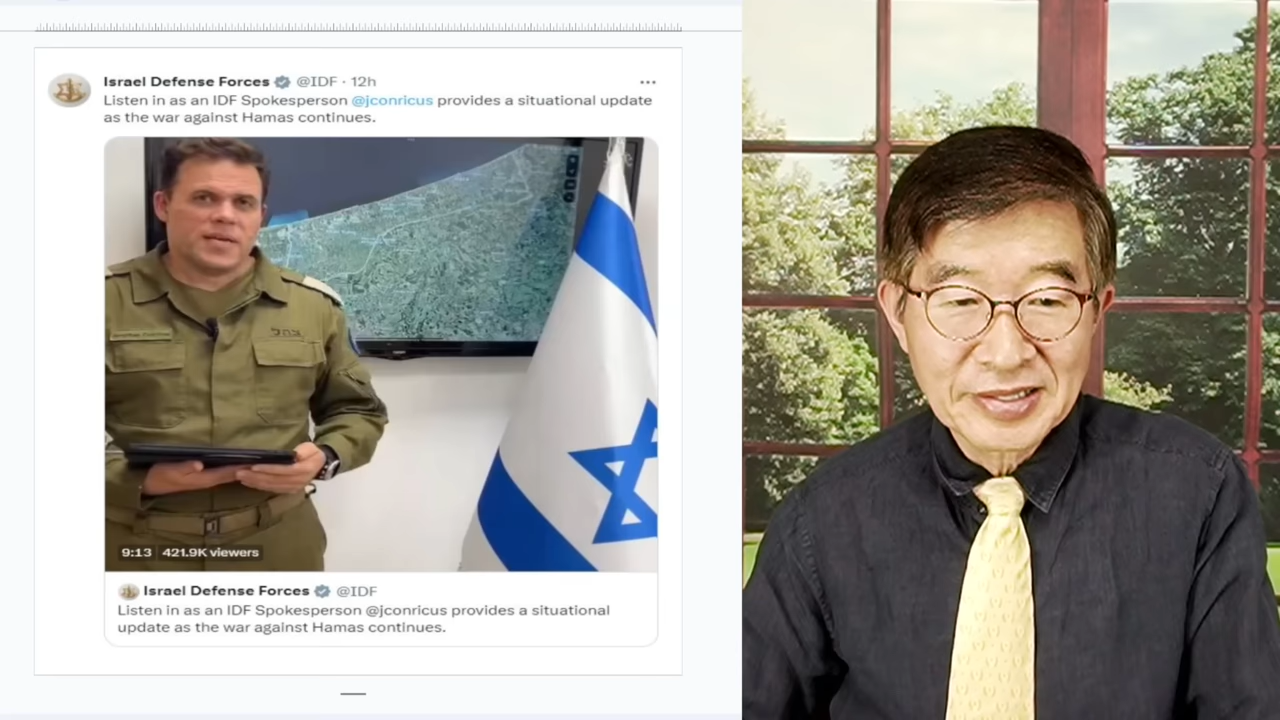 Israel Defense Forces @IDF · 12h
Listen in as an IDF Spokesperson @jconricus provides a situational update
as the war against Hamas continues.
9:13 421.9K viewers
Israel Defense Forces @IDF
Listen in as an IDF Spokesperson @jconricus provides a situational
update as the war against Hamas continues.